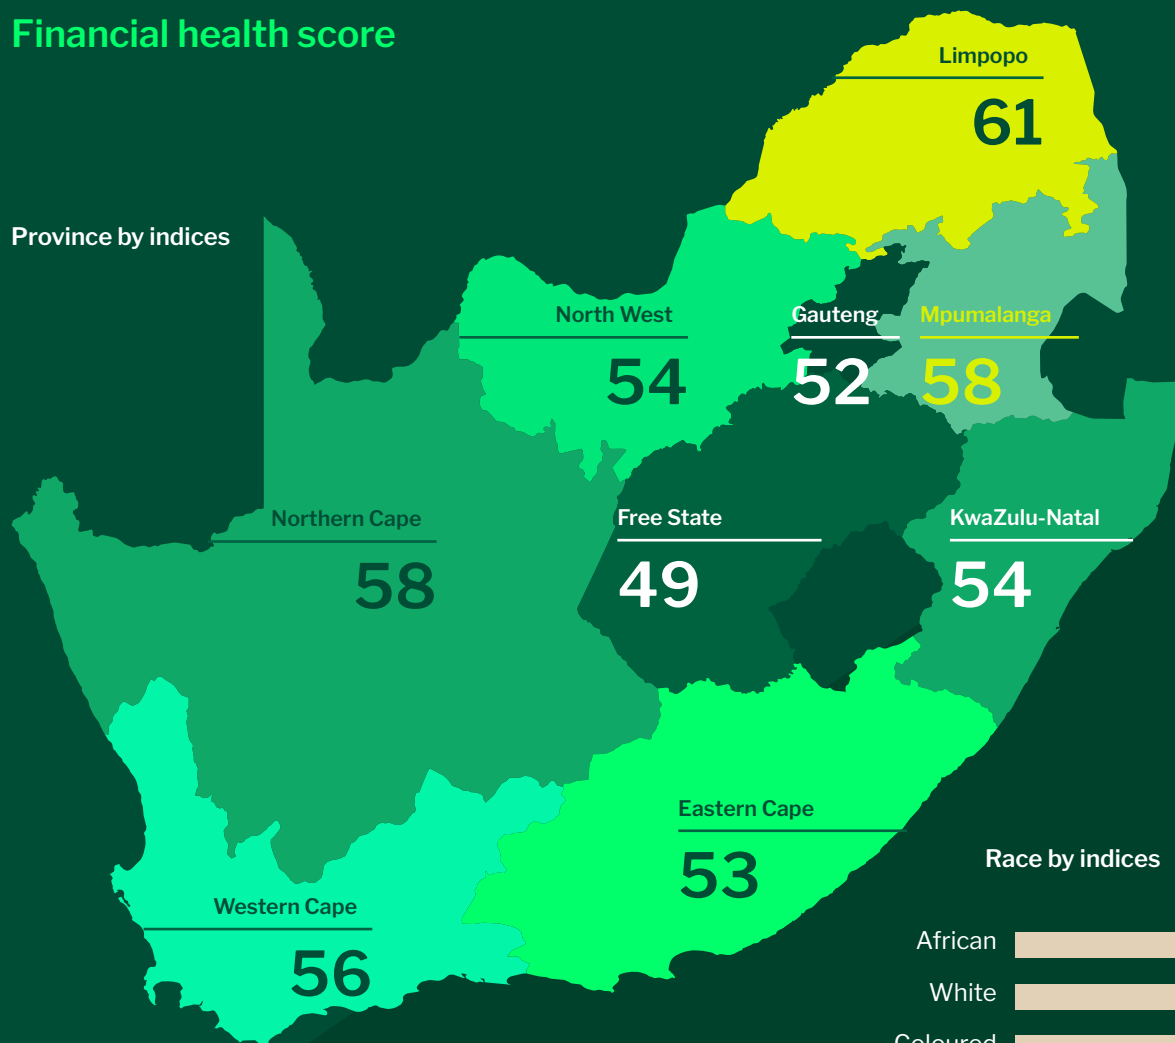 Financial health score
Limpopo
61
Province by indices
North West
54
Gauteng
52
Mpumalanga
58
Northern Cape
58
Free State
49
KwaZulu-Natal
54
Eastern Cape
53
Western Cape
56
Race by indices
African
White
Coloured